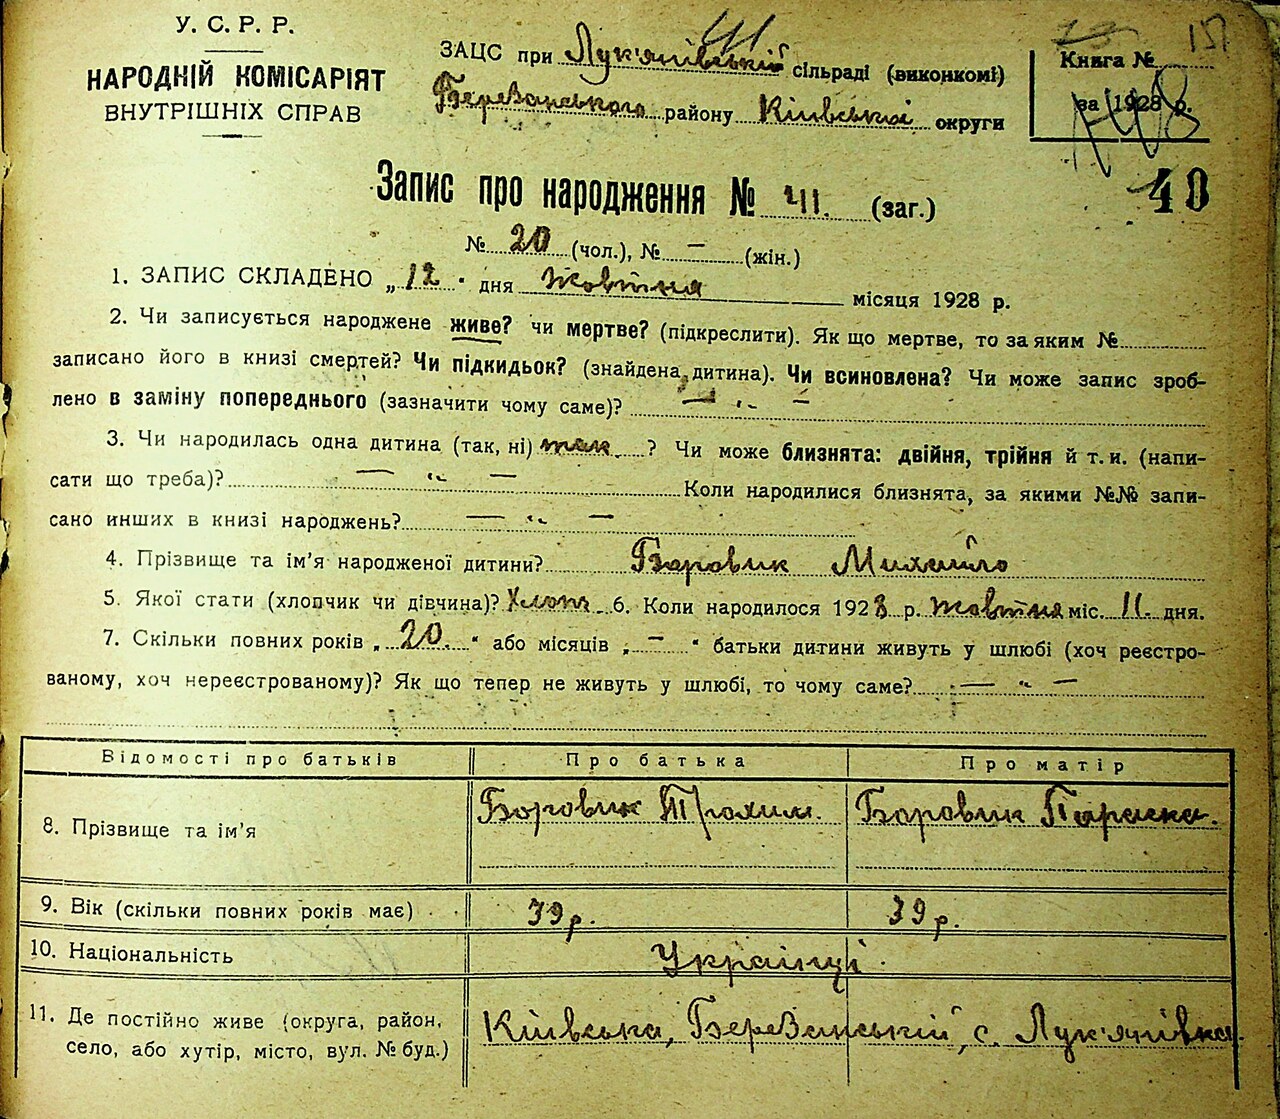 У. С. Р. Р.
НАРОДНІЙ КОМІСАРІЯТ
ВНУТРІШНІХ СПРАВ
ЗАЦС при Лук'янівській сільраді (виконкомі)
Березанського району Київської округи
Книга №
за 1928 р.
40
Запис про народження № 41. (заг.)
№ 20 (чол.), № — (жін.)
1. ЗАПИС СКЛАДЕНО „12" дня Жовтня місяця 1928 р.
2. Чи записується народжене живе? чи мертве? (підкреслити). Як що мертве, то за яким №
записано його в книзі смертей? Чи підкидьок? (знайдена дитина). Чи всиновлена? Чи може запис зроб-
лено в заміну попереднього (зазначити чому саме)? — „ —
3. Чи народилась одна дитина (так, ні) так ? Чи може близнята: двійня, трійня й т. и. (напи-
сати що треба)? — „ — Коли народилися близнята, за якими №№ запи-
сано инших в книзі народжень? — „ —
4. Прізвище та ім'я народженої дитини? Боровик Михайло
5. Якої стати (хлопчик чи дівчина)? Хлопч. 6. Коли народилося 1928 р. жовтня міс. 11. дня.
7. Скільки повних років „20." або місяців „—" батьки дитини живуть у шлюбі (хоч реєстро-
ваному, хоч нереєстрованому)? Як що тепер не живуть у шлюбі, то чому саме? — „ —
Відомості про батьків Про батька Про матір
8. Прізвище та ім'я Боровик Трохим. Боровик Параска.
9. Вік (скільки повних років має) 39 р. 39 р.
10. Національність Українці.
11. Де постійно живе (округа, район, Київська, Березанський, с. Лук'янівка
село, або хутір, місто, вул. № буд.)